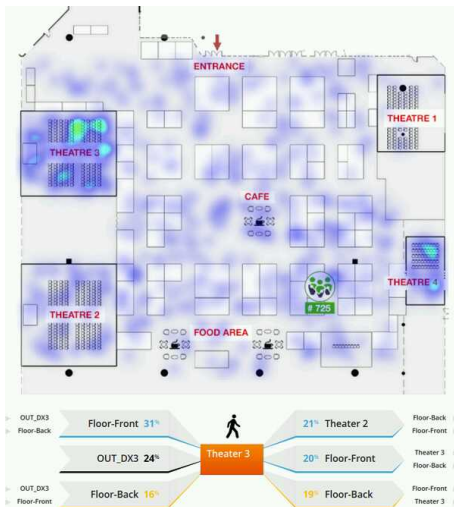 ENTRANCE
THEATRE 1
THEATRE 3
CAFE
THEATRE 4
# 725
THEATRE 2
FOOD AREA
OUT_DX3
Floor-Back
Floor-Front 31%
21% Theater 2
Floor-Back
Floor-Front
OUT_DX3 24%
Theater 3
20% Floor-Front
Theater 3
Floor-Back
OUT_DX3
Floor-Front
Floor-Back 16%
19% Floor-Back
Floor-Front
Theater 3